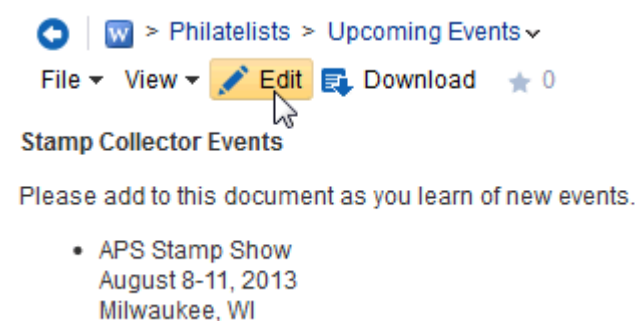 W > Philatelists > Upcoming Events
File View Edit Download 0
Stamp Collector Events
Please add to this document as you learn of new events.
• APS Stamp Show
August 8-11, 2013
Milwaukee, WI